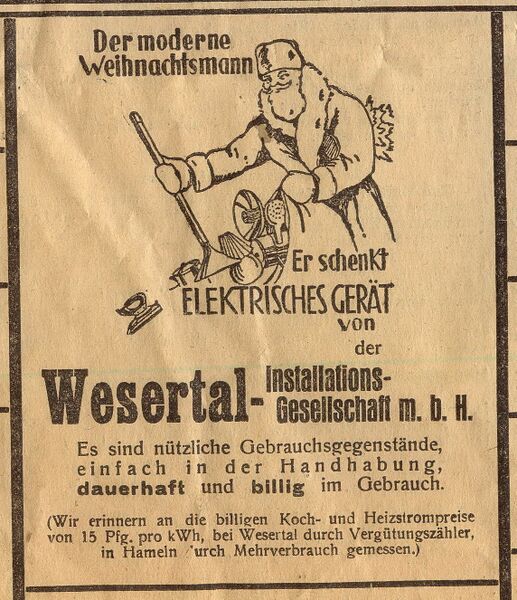 Der moderne
Weihnachtsmann
Er schenkt
ELEKTRISCHES GERÄT
von
der
Wesertal-Installations-
Gesellschaft m. b. H.
Es sind nützliche Gebrauchsgegenstände,
einfach in der Handhabung,
dauerhaft und billig im Gebrauch.
(Wir erinnern an die billigen Koch- und Heizstrompreise
von 15 Pfg. pro kWh, bei Wesertal durch Vergütungszähler,
in Hameln 'urch Mehrverbrauch gemessen.)